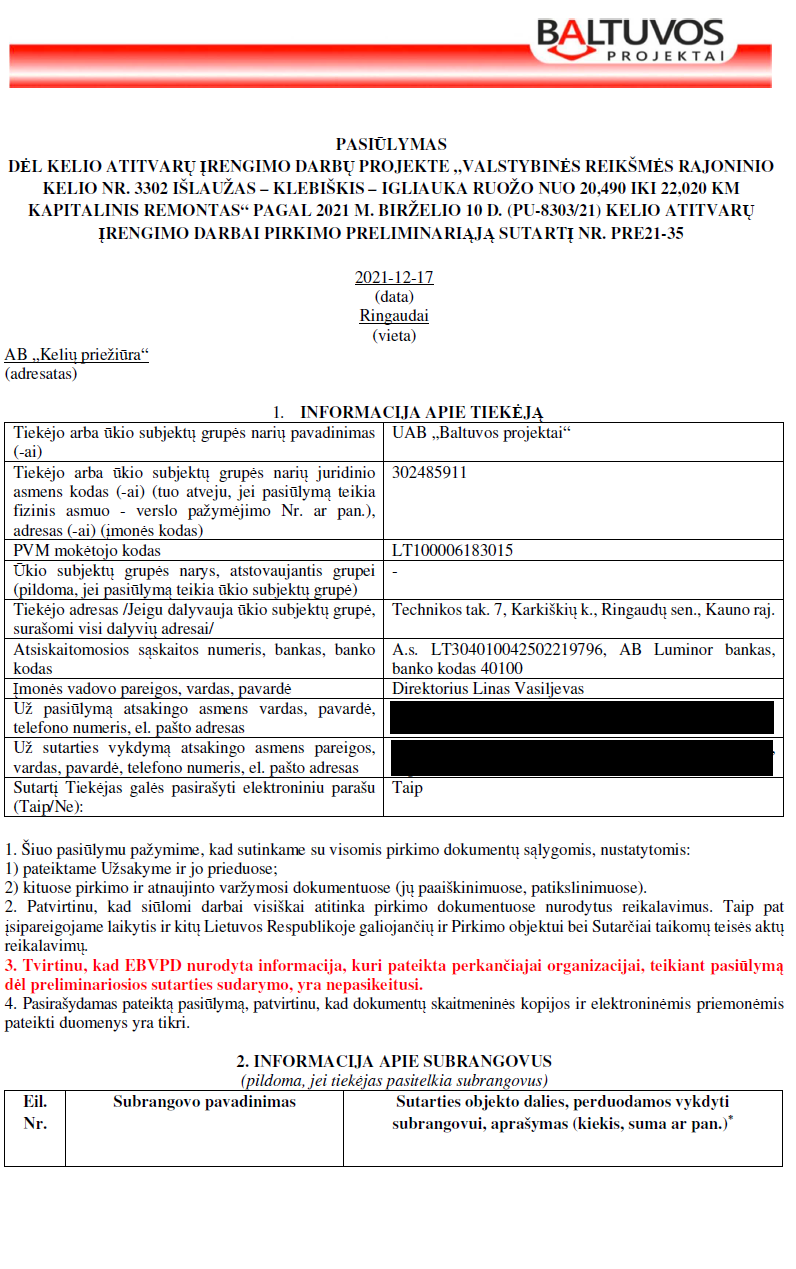 BALTUVOS
PROJEKTAI
PASIŪLYMAS
DĖL KELIO ATITVARŲ ĮRENGIMO DARBŲ PROJEKTE „VALSTYBINĖS REIKŠMĖS RAJONINIO
KELIO NR. 3302 IŠLAUŽAS – KLEBIŠKIS – IGLIAUKA RUOŽO NUO 20,490 IKI 22,020 KM
KAPITALINIS REMONTAS“ PAGAL 2021 M. BIRŽELIO 10 D. (PU-8303/21) KELIO ATITVARŲ
ĮRENGIMO DARBAI PIRKIMO PRELIMINARIĄJĄ SUTARTĮ NR. PRE21-35
2021-12-17
(data)
Ringaudai
(vieta)
AB „Kelių priežiūra“
(adresatas)
1. INFORMACIJA APIE TIEKĖJĄ
Tiekėjo arba ūkio subjektų grupės narių pavadinimas
(-ai)
UAB „Baltuvos projektai“
Tiekėjo arba ūkio subjektų grupės narių juridinio
asmens kodas (-ai) (tuo atveju, jei pasiūlymą teikia
fizinis asmuo - verslo pažymėjimo Nr. ar pan.),
adresas (-ai) (įmonės kodas)
302485911
PVM mokėtojo kodas
LT100006183015
Ūkio subjektų grupės narys, atstovaujantis grupei
(pildoma, jei pasiūlymą teikia ūkio subjektų grupė)
-
Tiekėjo adresas /Jeigu dalyvauja ūkio subjektų grupė,
surašomi visi dalyvių adresai/
Technikos tak. 7, Karkiškių k., Ringaudų sen., Kauno raj.
Atsiskaitomosios sąskaitos numeris, bankas, banko
kodas
A.s. LT304010042502219796, AB Luminor bankas,
banko kodas 40100
Įmonės vadovo pareigos, vardas, pavardė
Direktorius Linas Vasiljevas
Už pasiūlymą atsakingo asmens vardas, pavardė,
telefono numeris, el. pašto adresas
Už sutarties vykdymą atsakingo asmens pareigos,
vardas, pavardė, telefono numeris, el. pašto adresas
Sutartį Tiekėjas galės pasirašyti elektroniniu parašu
(Taip/Ne):
Taip
1. Šiuo pasiūlymu pažymime, kad sutinkame su visomis pirkimo dokumentų sąlygomis, nustatytomis:
1) pateiktame Užsakyme ir jo prieduose;
2) kituose pirkimo ir atnaujinto varžymosi dokumentuose (jų paaiškinimuose, patikslinimuose).
2. Patvirtinu, kad siūlomi darbai visiškai atitinka pirkimo dokumentuose nurodytus reikalavimus. Taip pat
įsipareigojame laikytis ir kitų Lietuvos Respublikoje galiojančių ir Pirkimo objektui bei Sutarčiai taikomų teisės aktų
reikalavimų.
3. Tvirtinu, kad EBVPD nurodyta informacija, kuri pateikta perkančiajai organizacijai, teikiant pasiūlymą
dėl preliminariosios sutarties sudarymo, yra nepasikeitusi.
4. Pasirašydamas pateiktą pasiūlymą, patvirtinu, kad dokumentų skaitmeninės kopijos ir elektroninėmis priemonėmis
pateikti duomenys yra tikri.
2. INFORMACIJA APIE SUBRANGOVUS
(pildoma, jei tiekėjas pasitelkia subrangovus)
Eil.
Nr.
Subrangovo pavadinimas
Sutarties objekto dalies, perduodamos vykdyti
subrangovui, aprašymas (kiekis, suma ar pan.)*